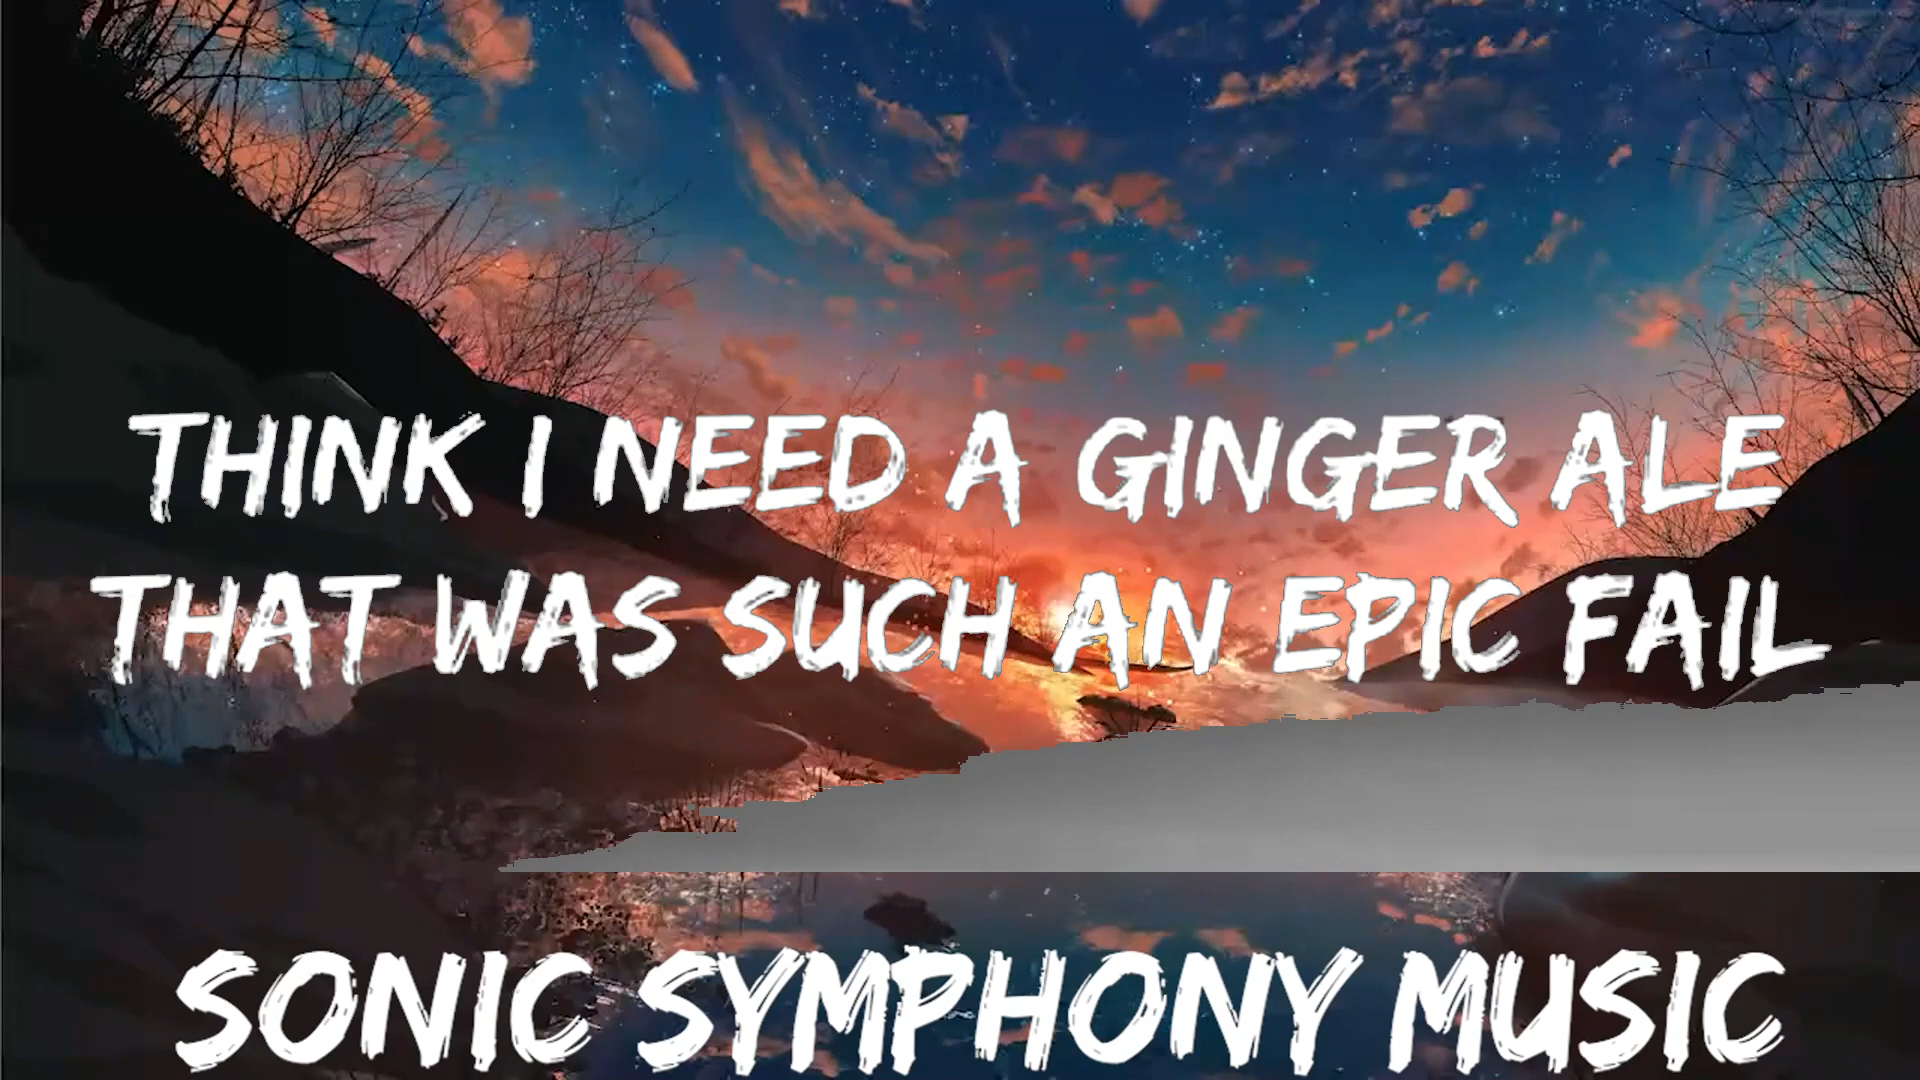 THINK I NEED A GINGER ALE
THAT WAS SUCH AN EPIC FAIL
SONIC SYMPHONY MUSIC